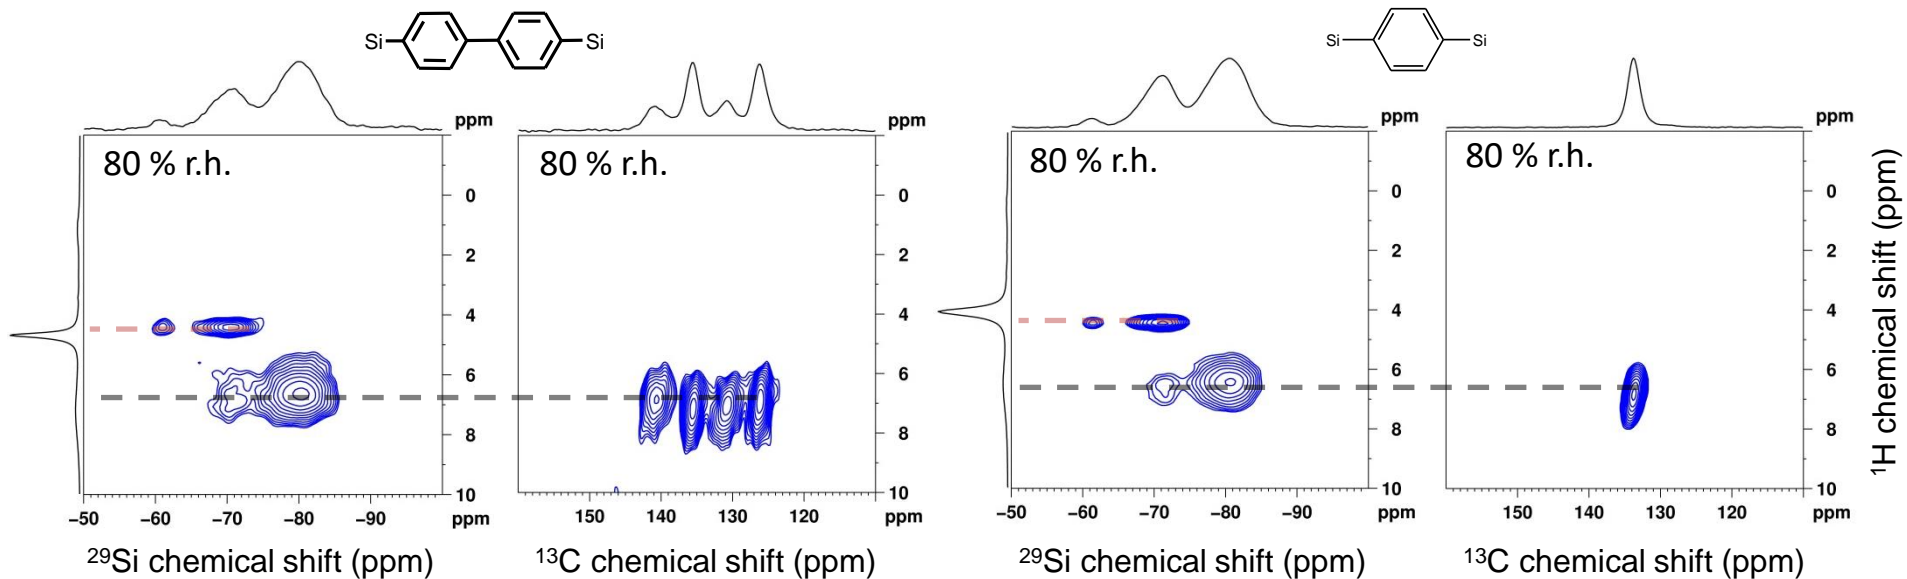 Si Si
Si Si
ppm ppm ppm ppm
80 % r.h. 80 % r.h. 80 % r.h. 80 % r.h.
0 0 0 0
2 2 2 2
4 4 4 4
6 6 6 6
8 8 8 8
10 10 10 10
−50 −60 −70 −80 −90 ppm 150 140 130 120 ppm −50 −60 −70 −80 −90 ppm 150 140 130 120 ppm
²⁹Si chemical shift (ppm) ¹³C chemical shift (ppm) ²⁹Si chemical shift (ppm) ¹³C chemical shift (ppm)
¹H chemical shift (ppm)